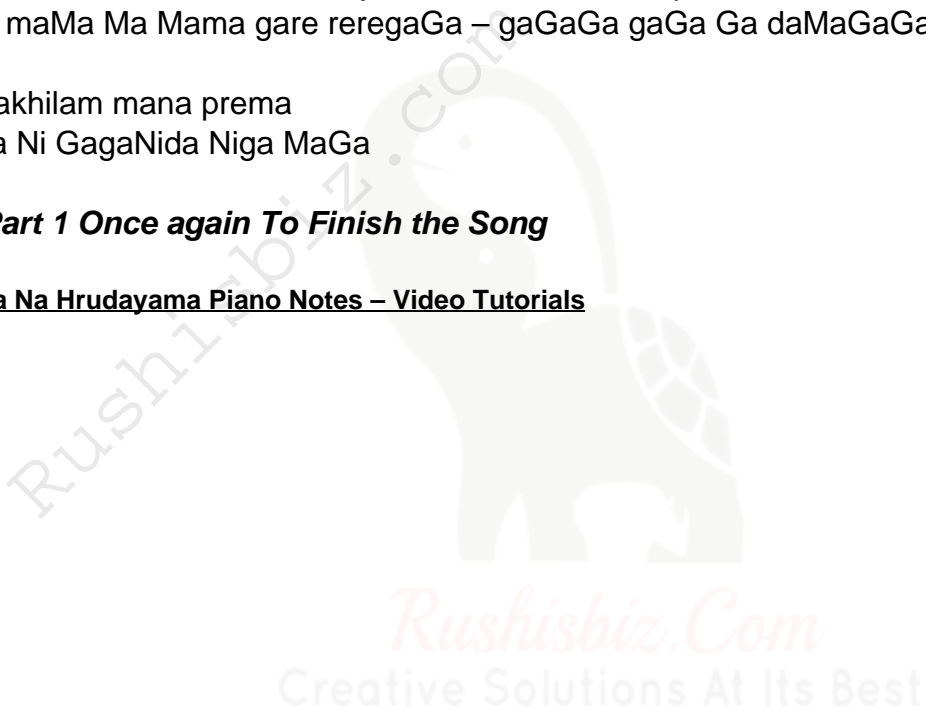 maMa Ma Mama gare reregaGa – gaGaGa gaGa Ga daMaGaGa
akhilam mana prema
a Ni GagaNida Niga MaGa
art 1 Once again To Finish the Song
a Na Hrudayama Piano Notes – Video Tutorials
Rushisbiz.com
Rushisbiz.Com
Creative Solutions At Its Best